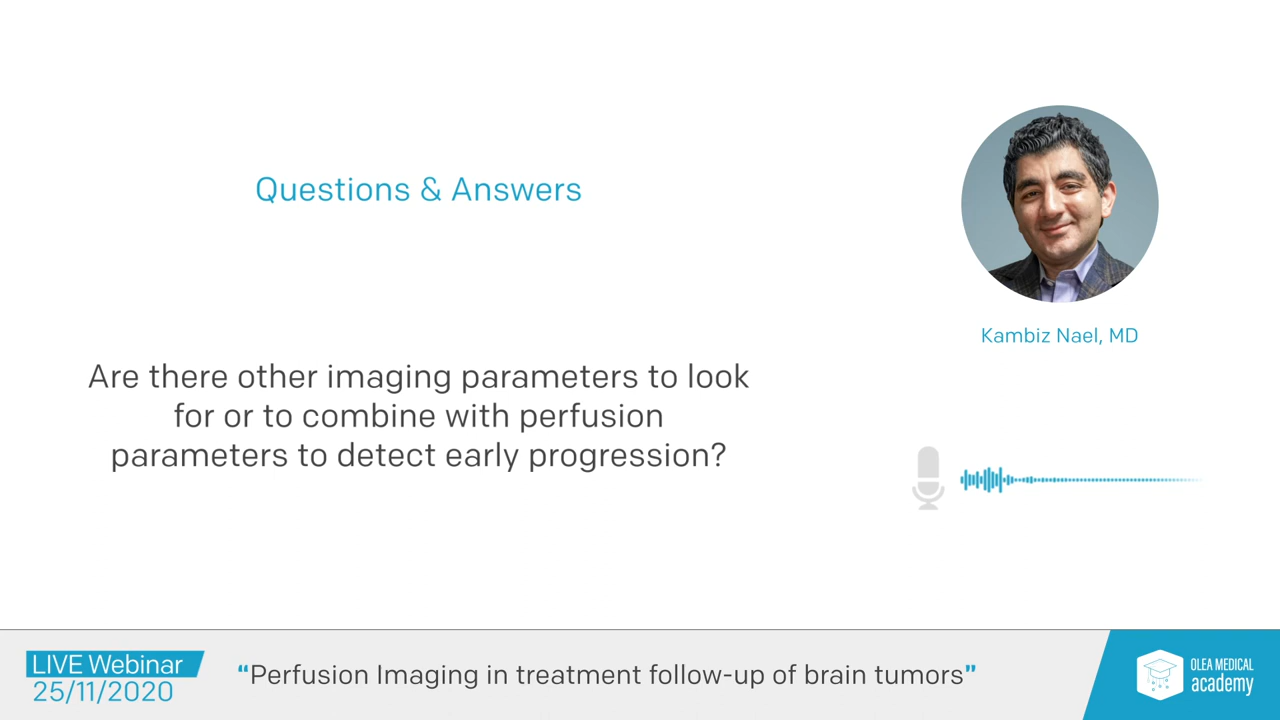 Questions & Answers
Kambiz Nael, MD
Are there other imaging parameters to look
for or to combine with perfusion
parameters to detect early progression?
LIVE Webinar
25/11/2020
“Perfusion Imaging in treatment follow-up of brain tumors”
OLEA MEDICAL
academy